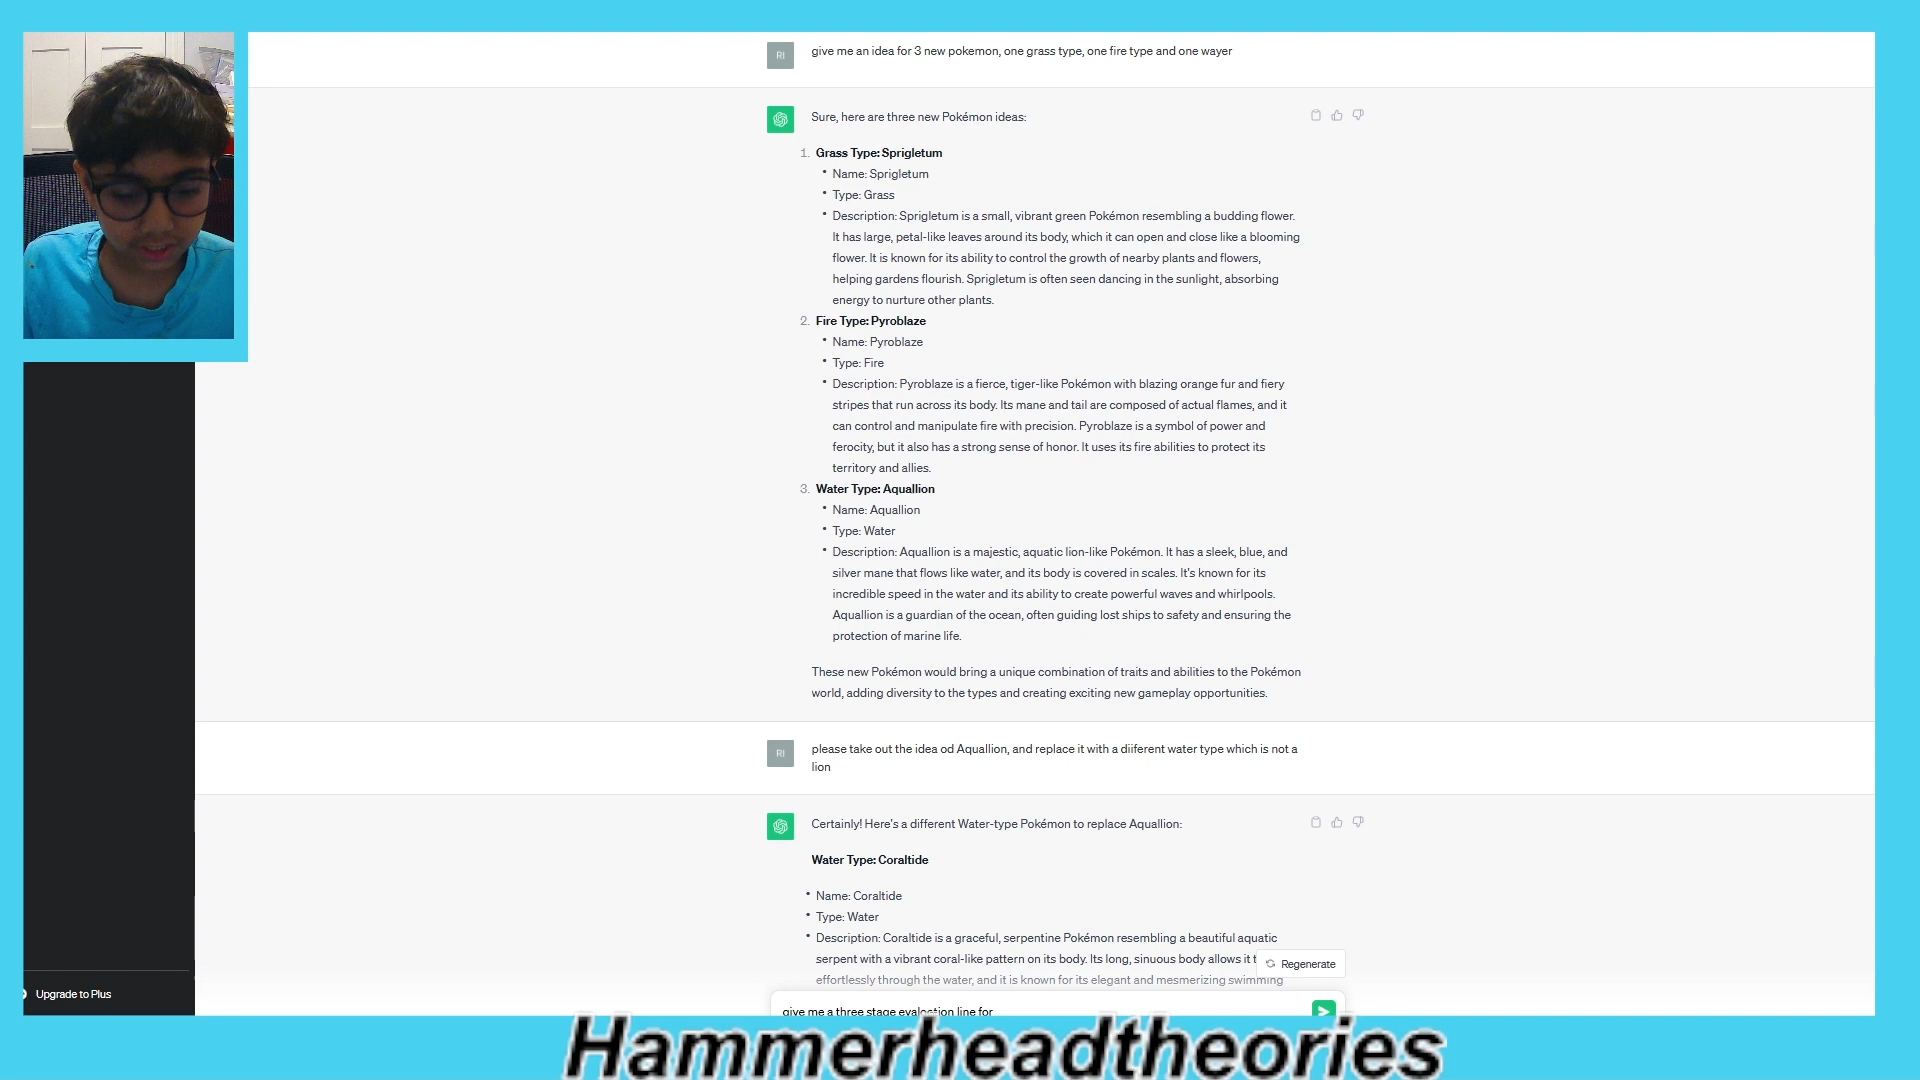 RI
give me an idea for 3 new pokemon, one grass type, one fire type and one wayer
Sure, here are three new Pokémon ideas:
1. Grass Type: Sprigletum
• Name: Sprigletum
• Type: Grass
• Description: Sprigletum is a small, vibrant green Pokémon resembling a budding flower.
It has large, petal-like leaves around its body, which it can open and close like a blooming
flower. It is known for its ability to control the growth of nearby plants and flowers,
helping gardens flourish. Sprigletum is often seen dancing in the sunlight, absorbing
energy to nurture other plants.
2. Fire Type: Pyroblaze
• Name: Pyroblaze
• Type: Fire
• Description: Pyroblaze is a fierce, tiger-like Pokémon with blazing orange fur and fiery
stripes that run across its body. Its mane and tail are composed of actual flames, and it
can control and manipulate fire with precision. Pyroblaze is a symbol of power and
ferocity, but it also has a strong sense of honor. It uses its fire abilities to protect its
territory and allies.
3. Water Type: Aquallion
• Name: Aquallion
• Type: Water
• Description: Aquallion is a majestic, aquatic lion-like Pokémon. It has a sleek, blue, and
silver mane that flows like water, and its body is covered in scales. It's known for its
incredible speed in the water and its ability to create powerful waves and whirlpools.
Aquallion is a guardian of the ocean, often guiding lost ships to safety and ensuring the
protection of marine life.
These new Pokémon would bring a unique combination of traits and abilities to the Pokémon
world, adding diversity to the types and creating exciting new gameplay opportunities.
RI
please take out the idea od Aquallion, and replace it with a diiferent water type which is not a
lion
Certainly! Here's a different Water-type Pokémon to replace Aquallion:
Water Type: Coraltide
• Name: Coraltide
• Type: Water
• Description: Coraltide is a graceful, serpentine Pokémon resembling a beautiful aquatic
serpent with a vibrant coral-like pattern on its body. Its long, sinuous body allows it
effortlessly through the water, and it is known for its elegant and mesmerizing swimming
Regenerate
Upgrade to Plus
give me a three stage line for
Hammerheadtheories